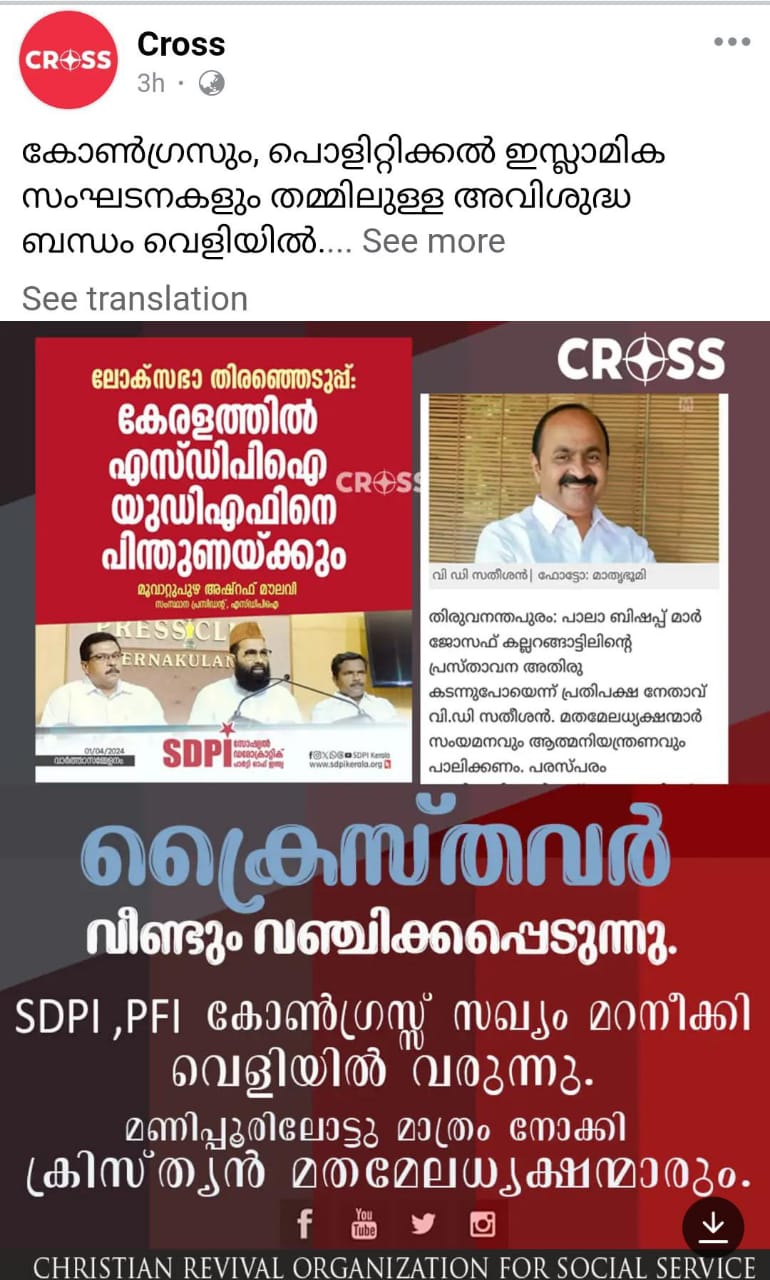 CROSS
Cross
3h
കോൺഗ്രസും, പൊളിറ്റിക്കൽ ഇസ്ലാമിക
സംഘടനകളും തമ്മിലുള്ള അവിശുദ്ധ
ബന്ധം വെളിയിൽ.... See more
See translation
CROSS
ലോക്സഭാ തിരഞ്ഞെടുപ്പ്:
കേരളത്തിൽ
എസ്ഡിപിഐ
യുഡിഎഫിനെ
പിന്തുണയ്ക്കും
മൂവാറ്റുപുഴ അഷ്റഫ് മൗലവി
സംസ്ഥാന പ്രസിഡന്റ്, എസ്ഡിപിഐ
CROSS
PRESS CL
ERNAKULAM
01/04/2024
വാർത്താസമ്മേളനം
SDPI
സോഷ്യൽ
ഡമോക്രാറ്റിക്
പാർട്ടി ഓഫ് ഇന്ത്യ
SDPI Kerala
www.sdpikerala.org
വി ഡി സതീശൻ| ഫോട്ടോ: മാതൃഭൂമി
തിരുവനന്തപുരം: പാലാ ബിഷപ്പ് മാർ
ജോസഫ് കല്ലറങ്ങാട്ടിലിന്റെ
പ്രസ്താവന അതിരു
കടന്നുപോയെന്ന് പ്രതിപക്ഷ നേതാവ്
വി.ഡി സതീശൻ. മതമേലധ്യക്ഷന്മാർ
സംയമനവും ആത്മനിയന്ത്രണവും
പാലിക്കണം. പരസ്പരം
ക്രൈസ്തവർ
വീണ്ടും വഞ്ചിക്കപ്പെടുന്നു.
SDPI ,PFI കോൺഗ്രസ്സ് സഖ്യം മറനീക്കി
വെളിയിൽ വരുന്നു.
മണിപ്പൂരിലോട്ടു മാത്രം നോക്കി
ക്രിസ്ത്യൻ മതമേലധ്യക്ഷന്മാരും.
You
Tube
CHRISTIAN REVIVAL ORGANIZATION FOR SOCIAL SERVICE